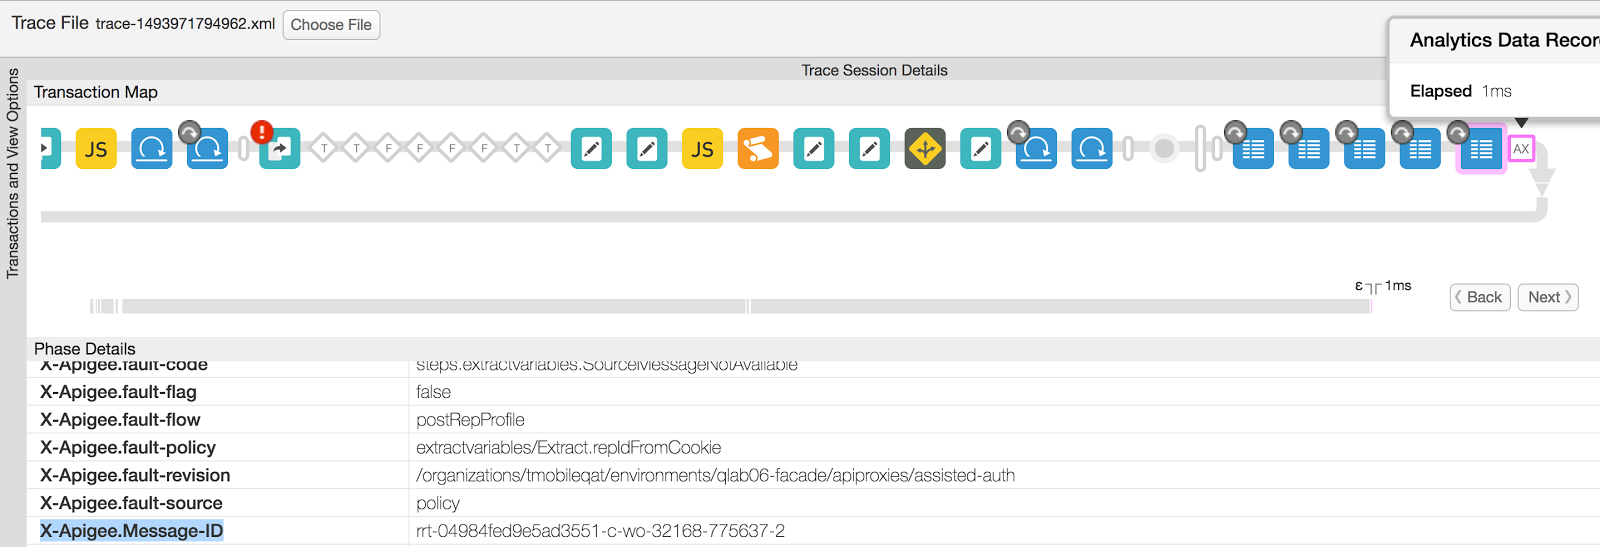 Trace File trace-1493971794962.xml Choose File
Analytics Data Recor
Elapsed 1ms
Transactions and View Options
Trace Session Details
Transaction Map
JS T T F F F F T T JS AX
ε 1ms
Back Next
Phase Details
X-Apigee.fault-code steps.extractvariables.SourceMessageNotAvailable
X-Apigee.fault-flag false
X-Apigee.fault-flow postRepProfile
X-Apigee.fault-policy extractvariables/Extract.repIdFromCookie
X-Apigee.fault-revision /organizations/tmobileqat/environments/qlab06-facade/apiproxies/assisted-auth
X-Apigee.fault-source policy
X-Apigee.Message-ID rrt-04984fed9e5ad3551-c-wo-32168-775637-2